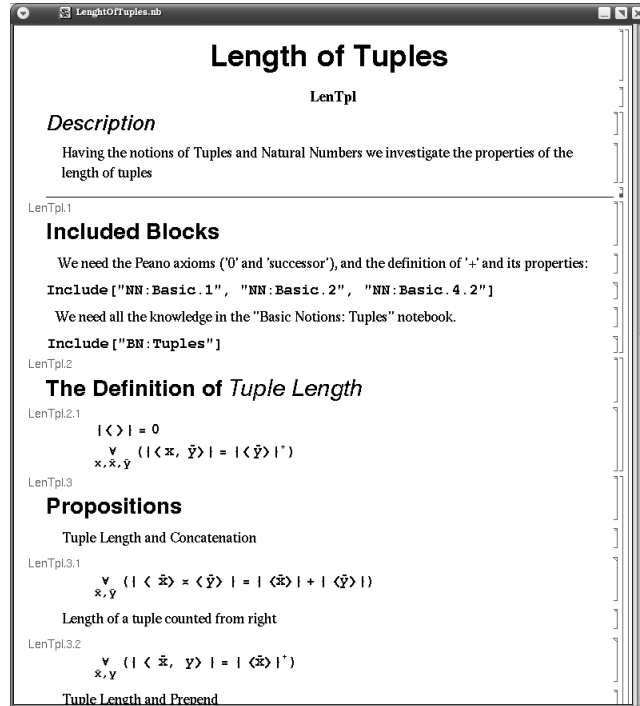 LenghtOfTuples.nb
Length of Tuples
LenTpl
Description
Having the notions of Tuples and Natural Numbers we investigate the properties of the
length of tuples
LenTpl.1
Included Blocks
We need the Peano axioms ('0' and 'successor'), and the definition of '+' and its properties:
Include["NN:Basic.1", "NN:Basic.2", "NN:Basic.4.2"]
We need all the knowledge in the "Basic Notions: Tuples" notebook.
Include["BN:Tuples"]
LenTpl.2
The Definition of Tuple Length
LenTpl.2.1
|⟨⟩| = 0
∀ (|⟨x, ȳ⟩| = |⟨ȳ⟩|⁺)
x,x̄,ȳ
LenTpl.3
Propositions
Tuple Length and Concatenation
LenTpl.3.1
∀ (| ⟨ x̄⟩ ≍ ⟨ȳ⟩ | = | ⟨x̄⟩ | + | ⟨ȳ⟩ |)
x̄,ȳ
Length of a tuple counted from right
LenTpl.3.2
∀ (| ⟨ x̄, y⟩ | = | ⟨x̄⟩ |⁺)
x̄,y
Tuple Length and Prepend